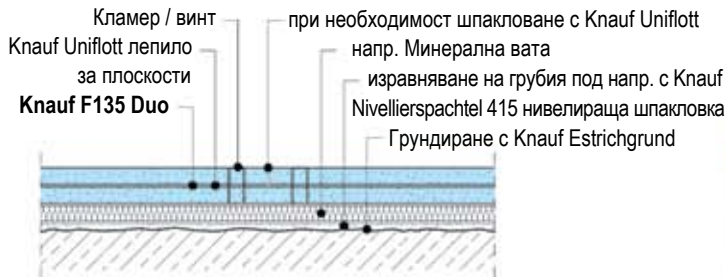 Кламер / винт
Knauf Uniflott лепило
за плоскости
Knauf F135 Duo
при необходимост шпакловане с Knauf Uniflott
напр. Минерална вата
изравняване на грубия под напр. с Knauf
Nivellierspachtel 415 нивелираща шпакловка
Грундиране с Knauf Estrichgrund